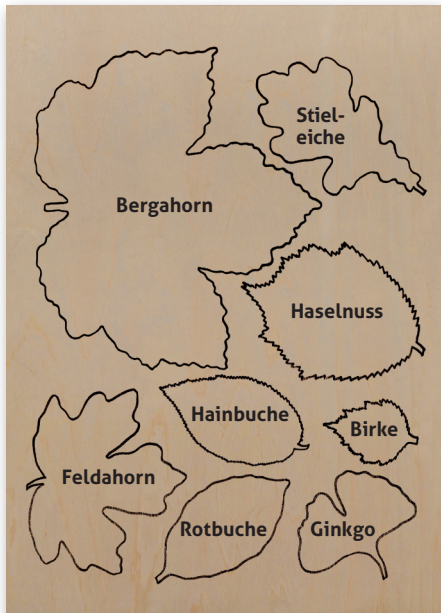 Stiel-
eiche
Bergahorn
Haselnuss
Hainbuche
Birke
Feldahorn
Rotbuche
Ginkgo